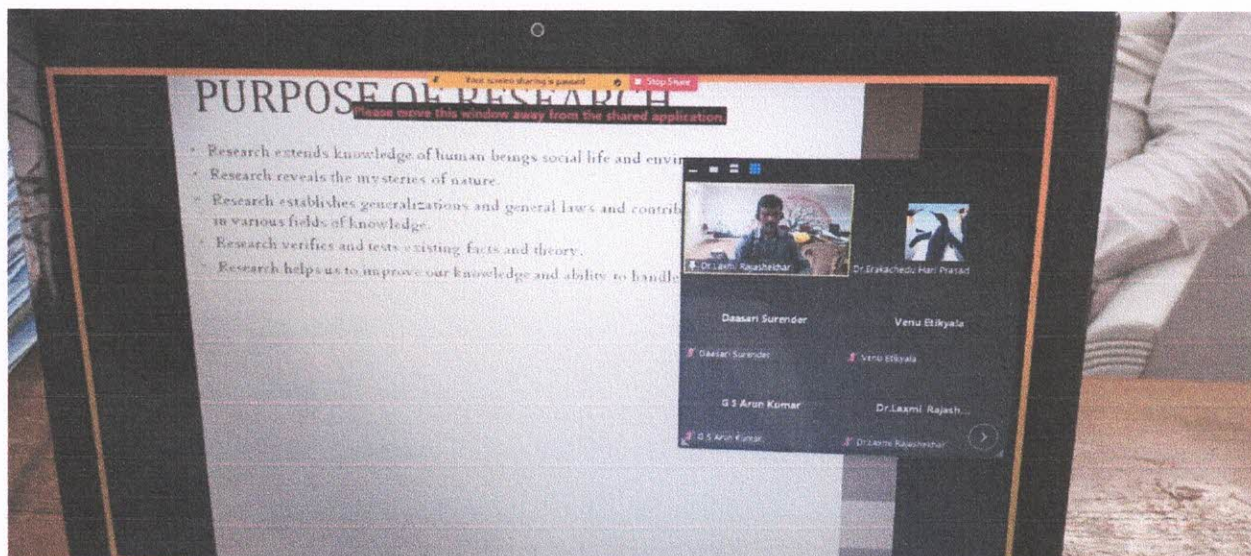 Your screen sharing is paused
Stop Share
PURPOSE OF RESEARCH
Please move this window away from the shared application.
• Research extends knowledge of human beings social life and envi
• Research reveals the mysteries of nature.
• Research establishes generalizations and general laws and contrib
in various fields of knowledge.
• Research verifies and tests existing facts and theory.
• Research helps us to improve our knowledge and ability to handle
Dr.Laxmi Rajashekhar
Dr.Erakachedu Hari Prasad
Daasari Surender
Venu Etikyala
Daasari Surender
Venu Etikyala
G S Arun Kumar
Dr.Laxmi Rajash...
G S Arun Kumar
Dr.Laxmi Rajashekhar